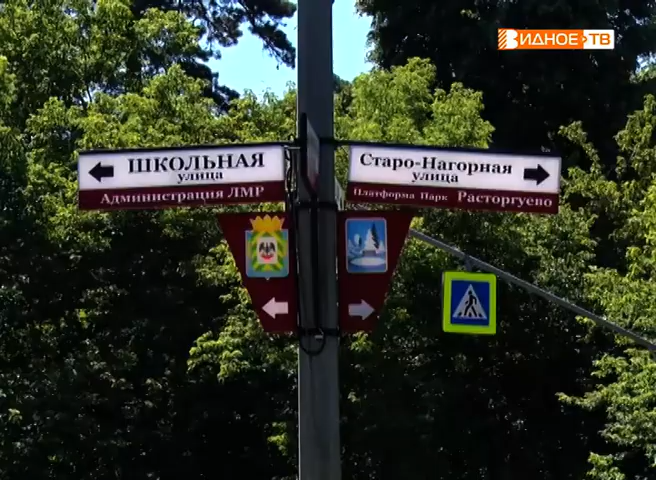 ВИДНОЕ ТВ
ШКОЛЬНАЯ
улица
Администрация ЛМР
Старо-Нагорная
улица
Платформа Парк Расторгуево